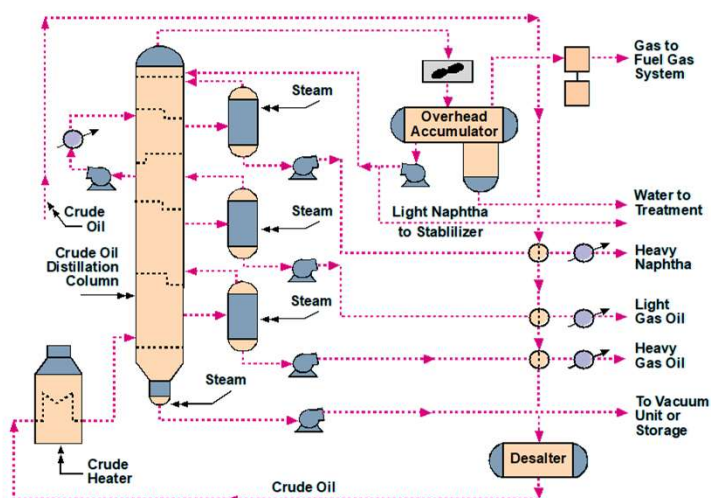 Gas to
Fuel Gas
System
Steam
Overhead
Accumulator
Water to
Treatment
Crude
Oil
Light Naphtha
to Stablilizer
Steam
Heavy
Naphtha
Crude Oil
Distillation
Column
Steam
Light
Gas Oil
Heavy
Gas Oil
Steam
To Vacuum
Unit or
Storage
Crude
Heater
Desalter
Crude Oil